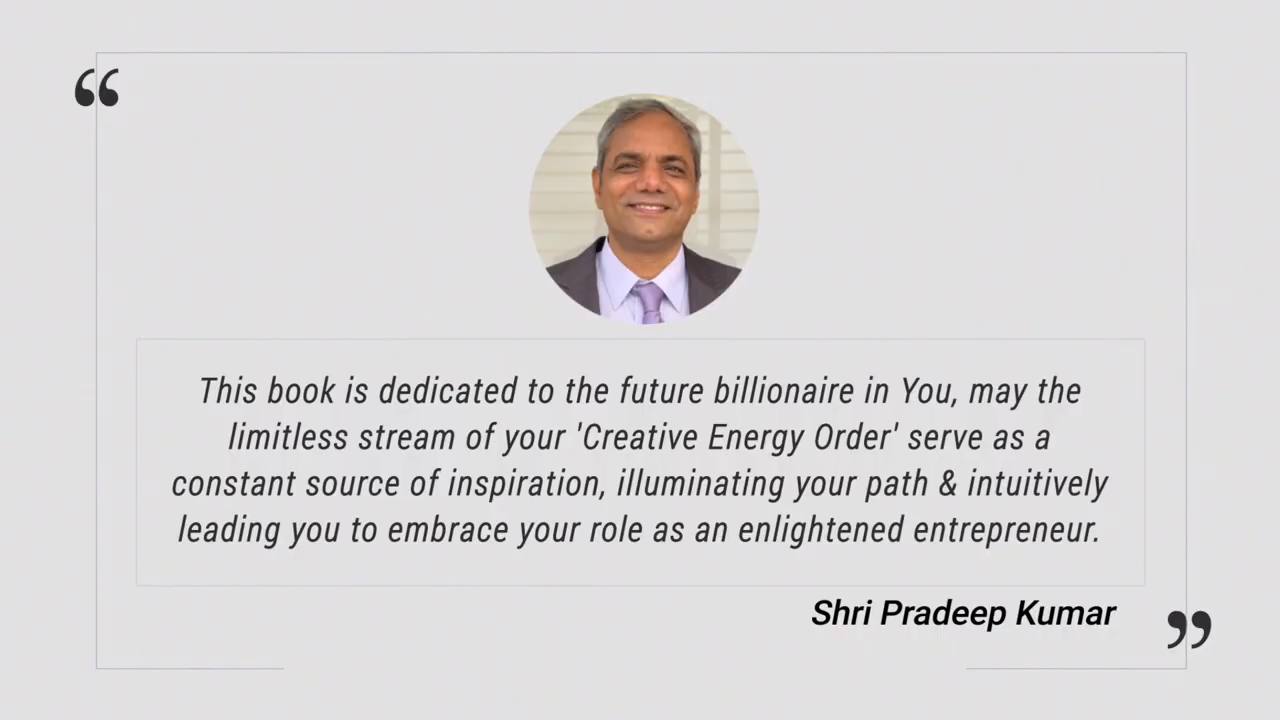 “
This book is dedicated to the future billionaire in You, may the
limitless stream of your 'Creative Energy Order' serve as a
constant source of inspiration, illuminating your path & intuitively
leading you to embrace your role as an enlightened entrepreneur.
Shri Pradeep Kumar
”